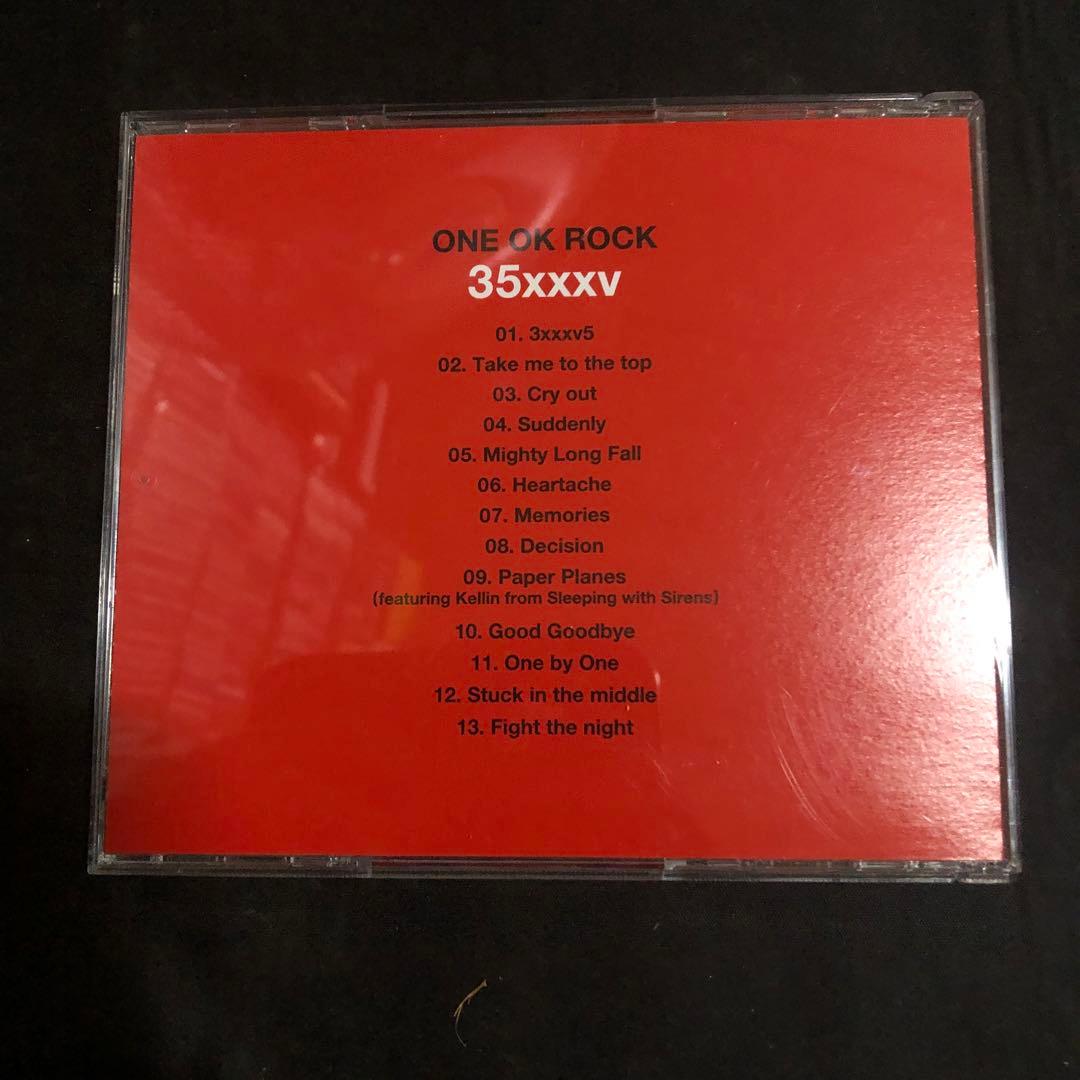 ONE OK ROCK
35xxxv
01. 3xxxv5
02. Take me to the top
03. Cry out
04. Suddenly
05. Mighty Long Fall
06. Heartache
07. Memories
08. Decision
09. Paper Planes
(featuring Kellin from Sleeping with Sirens)
10. Good Goodbye
11. One by One
12. Stuck in the middle
13. Fight the night